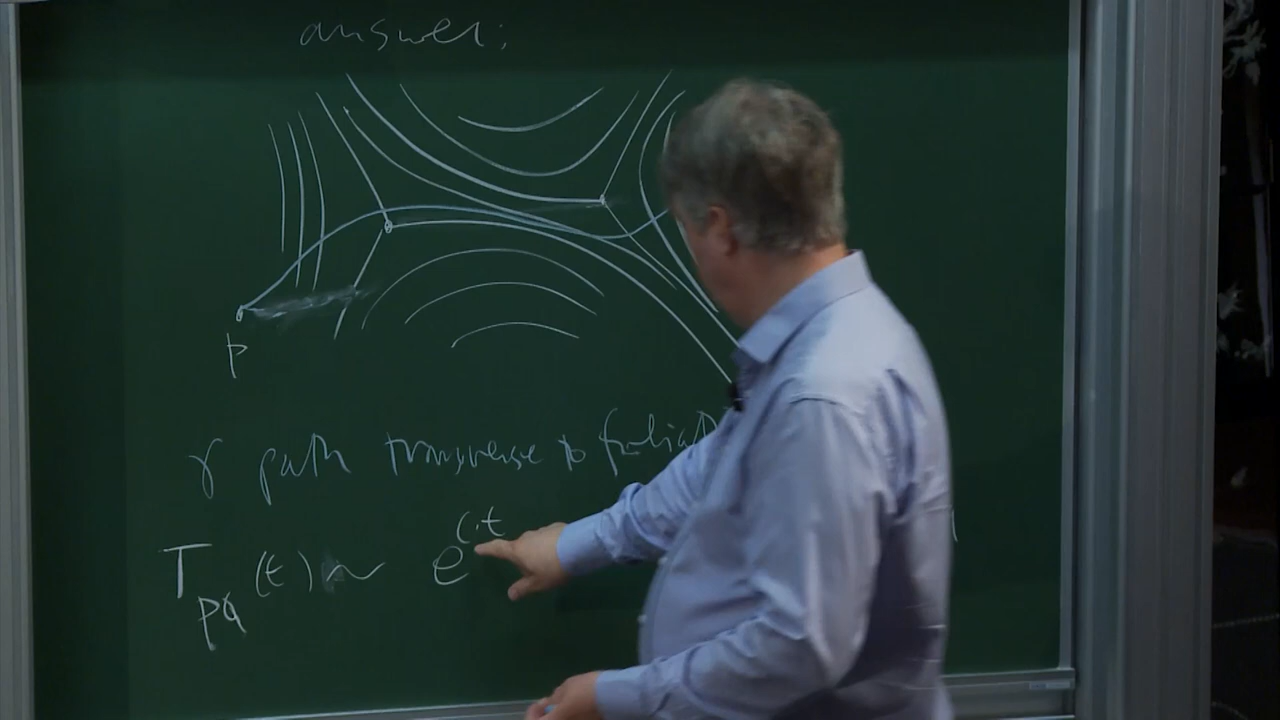 answer:
p
γ path transverse to foliat
T_pq (t) ~ e^{c·t}